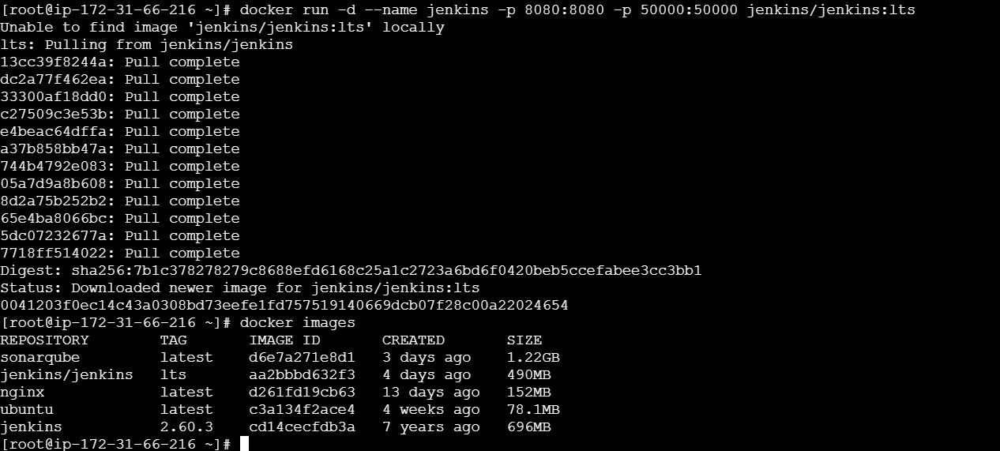 [root@ip-172-31-66-216 ~]# docker run -d --name jenkins -p 8080:8080 -p 50000:50000 jenkins/jenkins:lts
Unable to find image 'jenkins/jenkins:lts' locally
lts: Pulling from jenkins/jenkins
13cc39f8244a: Pull complete
dc2a77f462ea: Pull complete
33300af18dd0: Pull complete
c27509c3e53b: Pull complete
e4beac64dffa: Pull complete
a37b858bb47a: Pull complete
744b4792e083: Pull complete
05a7d9a8b608: Pull complete
8d2a75b252b2: Pull complete
65e4ba8066bc: Pull complete
5dc07232677a: Pull complete
7718ff514022: Pull complete
Digest: sha256:7b1c378278279c8688efd6168c25a1c2723a6bd6f0420beb5ccefabee3cc3bb1
Status: Downloaded newer image for jenkins/jenkins:lts
0041203f0ec14c43a0308bd73eefe1fd757519140669dcb07f28c00a22024654
[root@ip-172-31-66-216 ~]# docker images
REPOSITORY TAG IMAGE ID CREATED SIZE
sonarqube latest d6e7a271e8d1 3 days ago 1.22GB
jenkins/jenkins lts aa2bbbd632f3 4 days ago 490MB
nginx latest d261fd19cb63 13 days ago 152MB
ubuntu latest c3a134f2ace4 4 weeks ago 78.1MB
jenkins 2.60.3 cd14cecfdb3a 7 years ago 696MB
[root@ip-172-31-66-216 ~]#